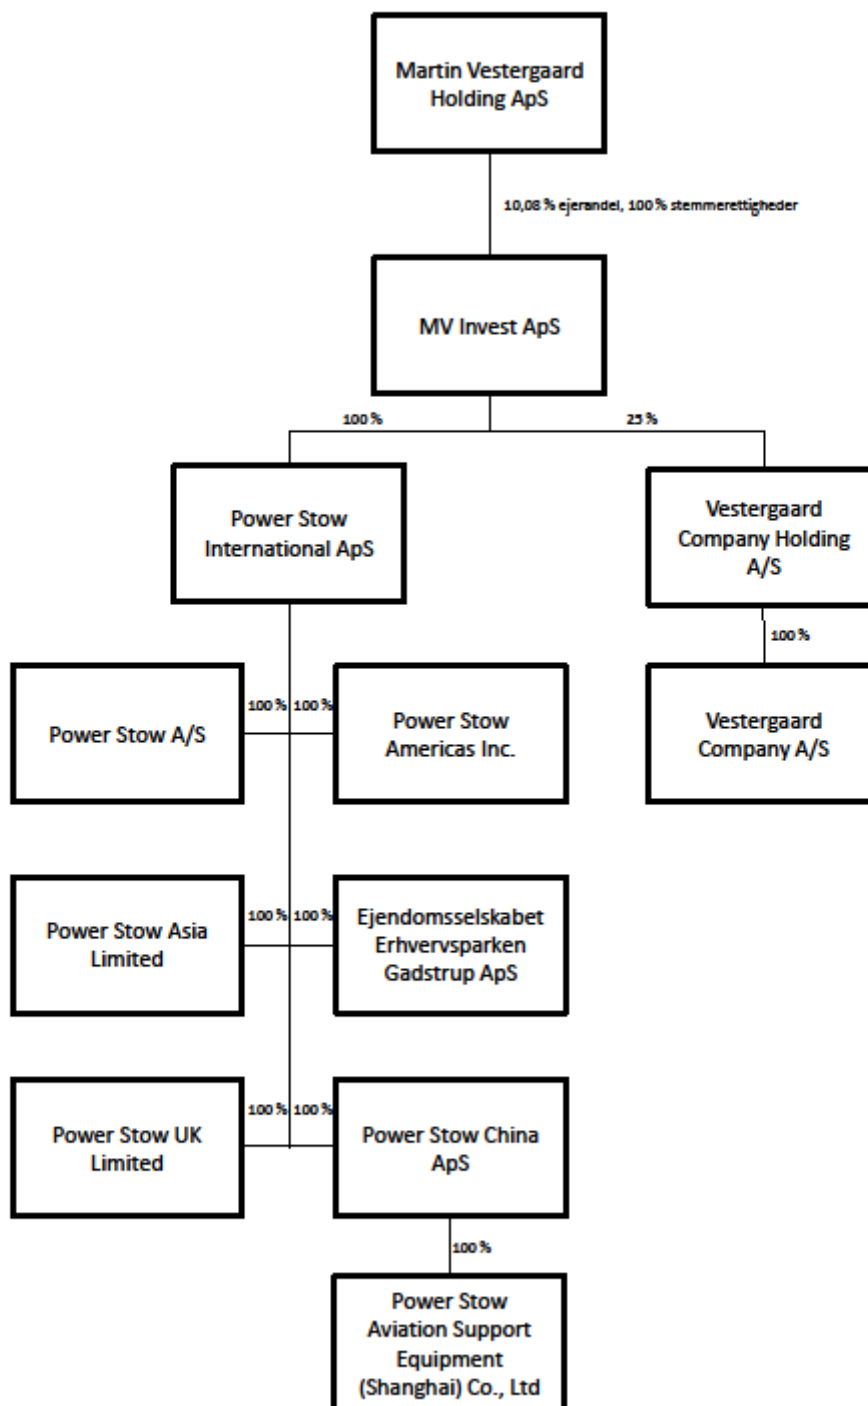 Martin Vestergaard
Holding ApS
10,08 % ejerandel, 100 % stemmerettigheder
MV Invest ApS
100 %
25 %
Power Stow
International ApS
Vestergaard
Company Holding
A/S
100 %
Power Stow A/S
100 %
100 %
Power Stow
Americas Inc.
Vestergaard
Company A/S
Power Stow Asia
Limited
100 %
100 %
Ejendomsselskabet
Erhvervsparken
Gadstrup ApS
Power Stow UK
Limited
100 %
100 %
Power Stow China
ApS
100 %
Power Stow
Aviation Support
Equipment
(Shanghai) Co., Ltd